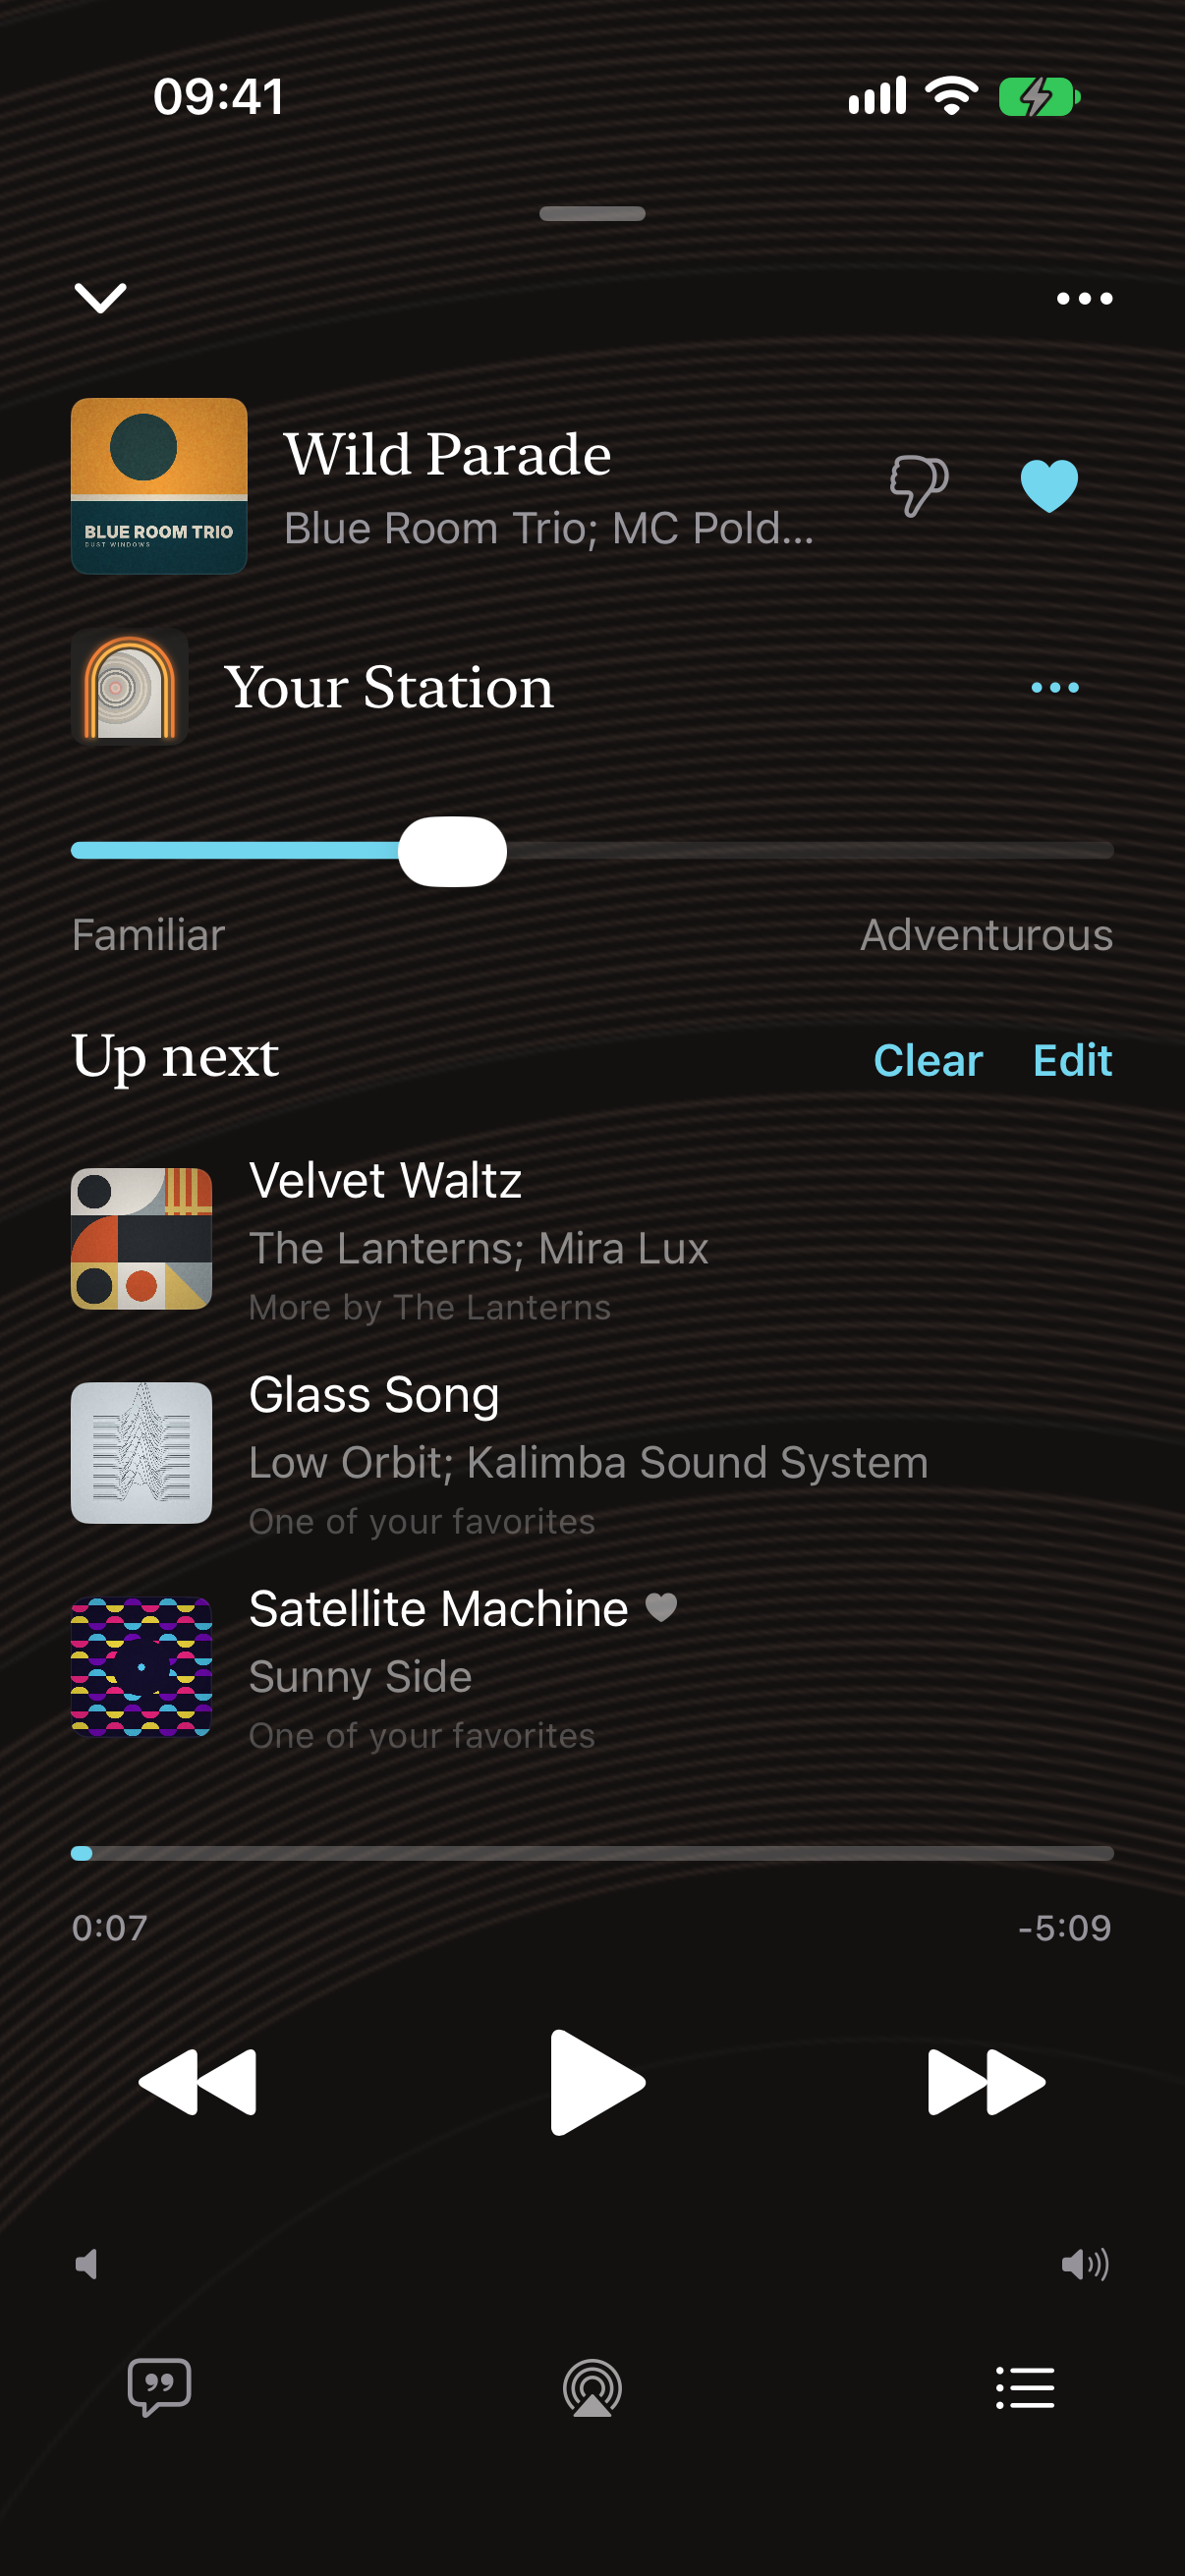 09:41
BLUE ROOM TRIO
DUST WINDOWS
Wild Parade
Blue Room Trio; MC Pold...
Your Station
Familiar
Adventurous
Up next
Clear
Edit
Velvet Waltz
The Lanterns; Mira Lux
More by The Lanterns
Glass Song
Low Orbit; Kalimba Sound System
One of your favorites
Satellite Machine
Sunny Side
One of your favorites
0:07
-5:09